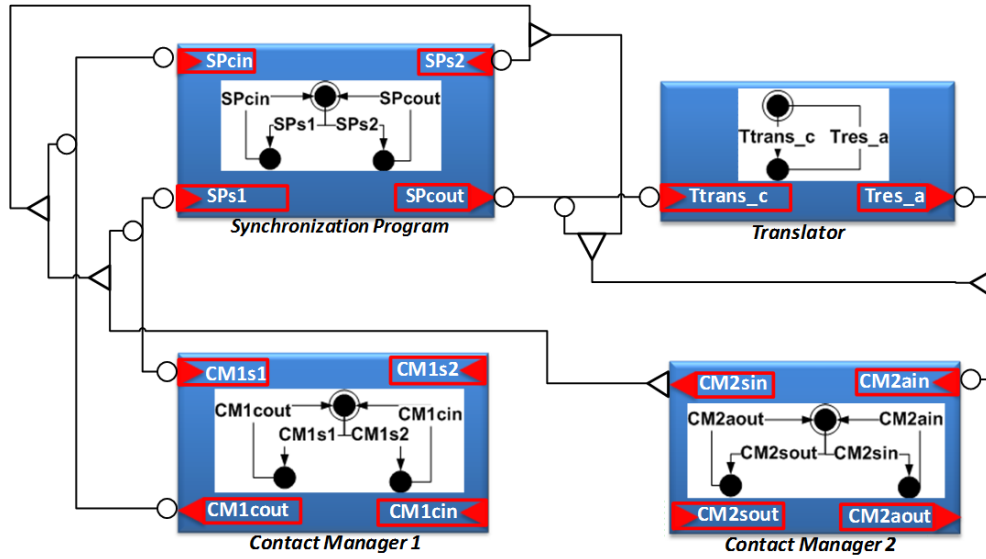 SPcin
SPs2
SPcin
SPcout
SPs1
SPs2
SPs1
SPcout
Synchronization Program
Ttrans_c
Tres_a
Ttrans_c
Tres_a
Translator
CM1s1
CM1s2
CM1cout
CM1cin
CM1s1
CM1s2
CM1cout
CM1cin
Contact Manager 1
CM2sin
CM2ain
CM2aout
CM2ain
CM2sout
CM2sin
CM2sout
CM2aout
Contact Manager 2